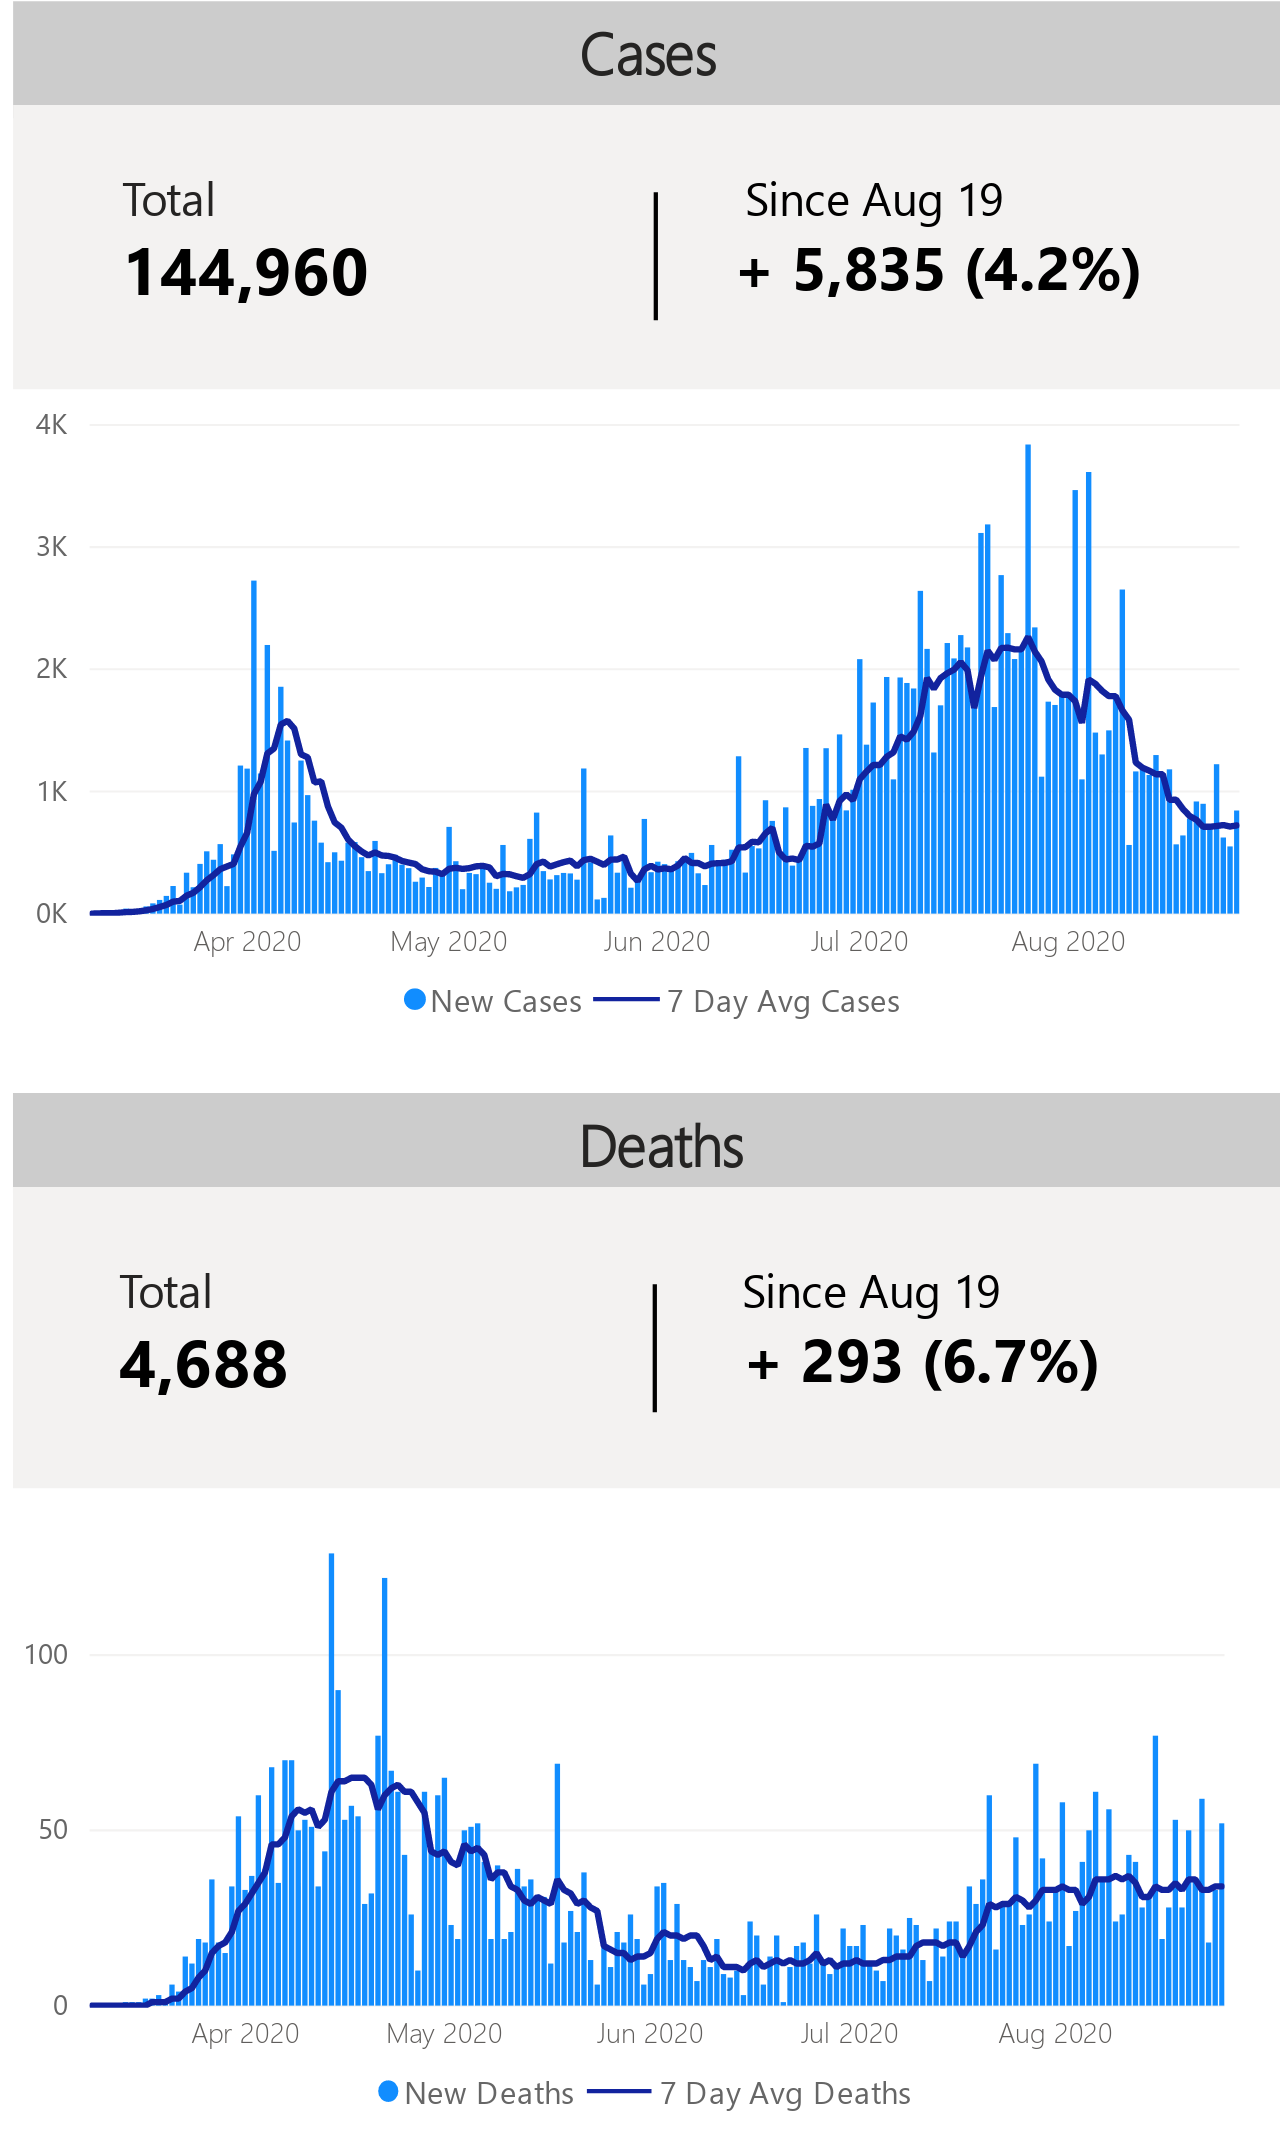 Cases
Total
144,960
Since Aug 19
+ 5,835 (4.2%)
4K
3K
2K
1K
0K
Apr 2020
May 2020
Jun 2020
Jul 2020
Aug 2020
New Cases
7 Day Avg Cases
Deaths
Total
4,688
Since Aug 19
+ 293 (6.7%)
100
50
0
Apr 2020
May 2020
Jun 2020
Jul 2020
Aug 2020
New Deaths
7 Day Avg Deaths